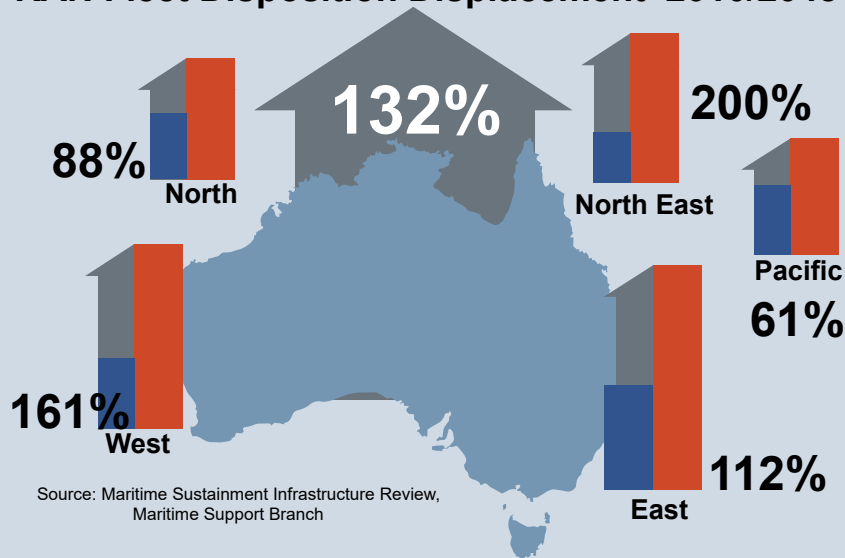 132%
200%
88%
North
North East
Pacific
61%
161%
West
112%
East
Source: Maritime Sustainment Infrastructure Review,
Maritime Support Branch